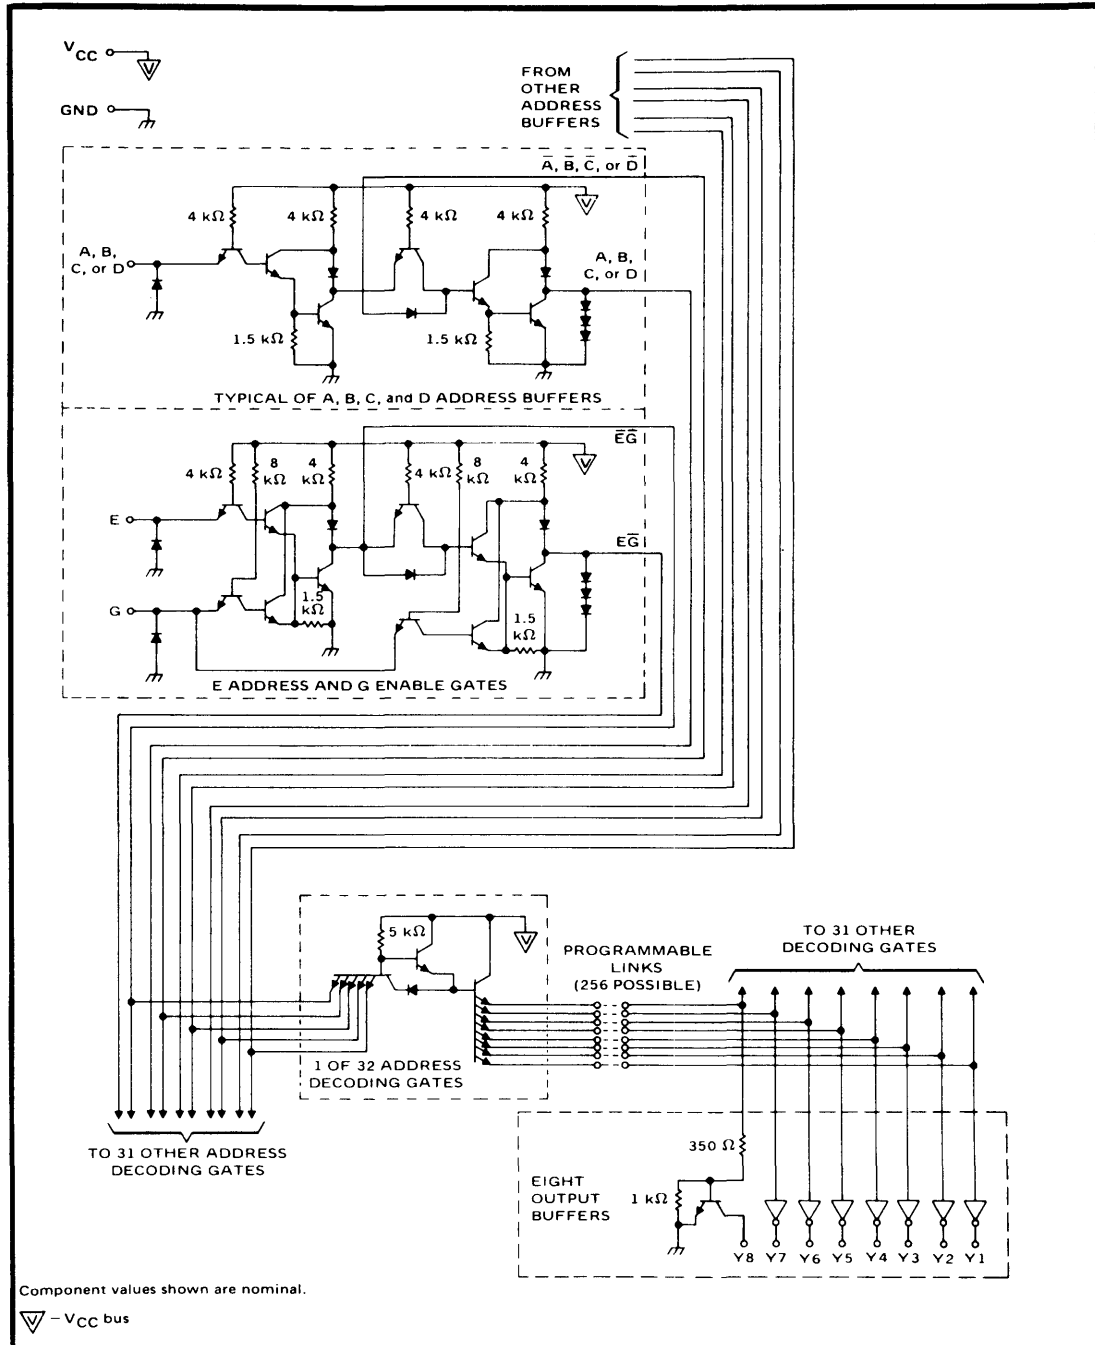 VCC
GND
FROM
OTHER
ADDRESS
BUFFERS
A̅, B̅, C̅, or D̅
4 kΩ
4 kΩ
4 kΩ
4 kΩ
A, B,
C, or D
A, B,
C, or D
1.5 kΩ
1.5 kΩ
TYPICAL OF A, B, C, and D ADDRESS BUFFERS
E̅G̅
4 kΩ
8
kΩ
4
kΩ
4 kΩ
8
kΩ
4
kΩ
E
EG̅
G
1.5
kΩ
1.5
kΩ
E ADDRESS AND G ENABLE GATES
5 kΩ
V
PROGRAMMABLE
LINKS
(256 POSSIBLE)
TO 31 OTHER
DECODING GATES
1 OF 32 ADDRESS
DECODING GATES
TO 31 OTHER ADDRESS
DECODING GATES
350 Ω
EIGHT
OUTPUT
BUFFERS
1 kΩ
Y8 Y7 Y6 Y5 Y4 Y3 Y2 Y1
Component values shown are nominal.
V – VCC bus